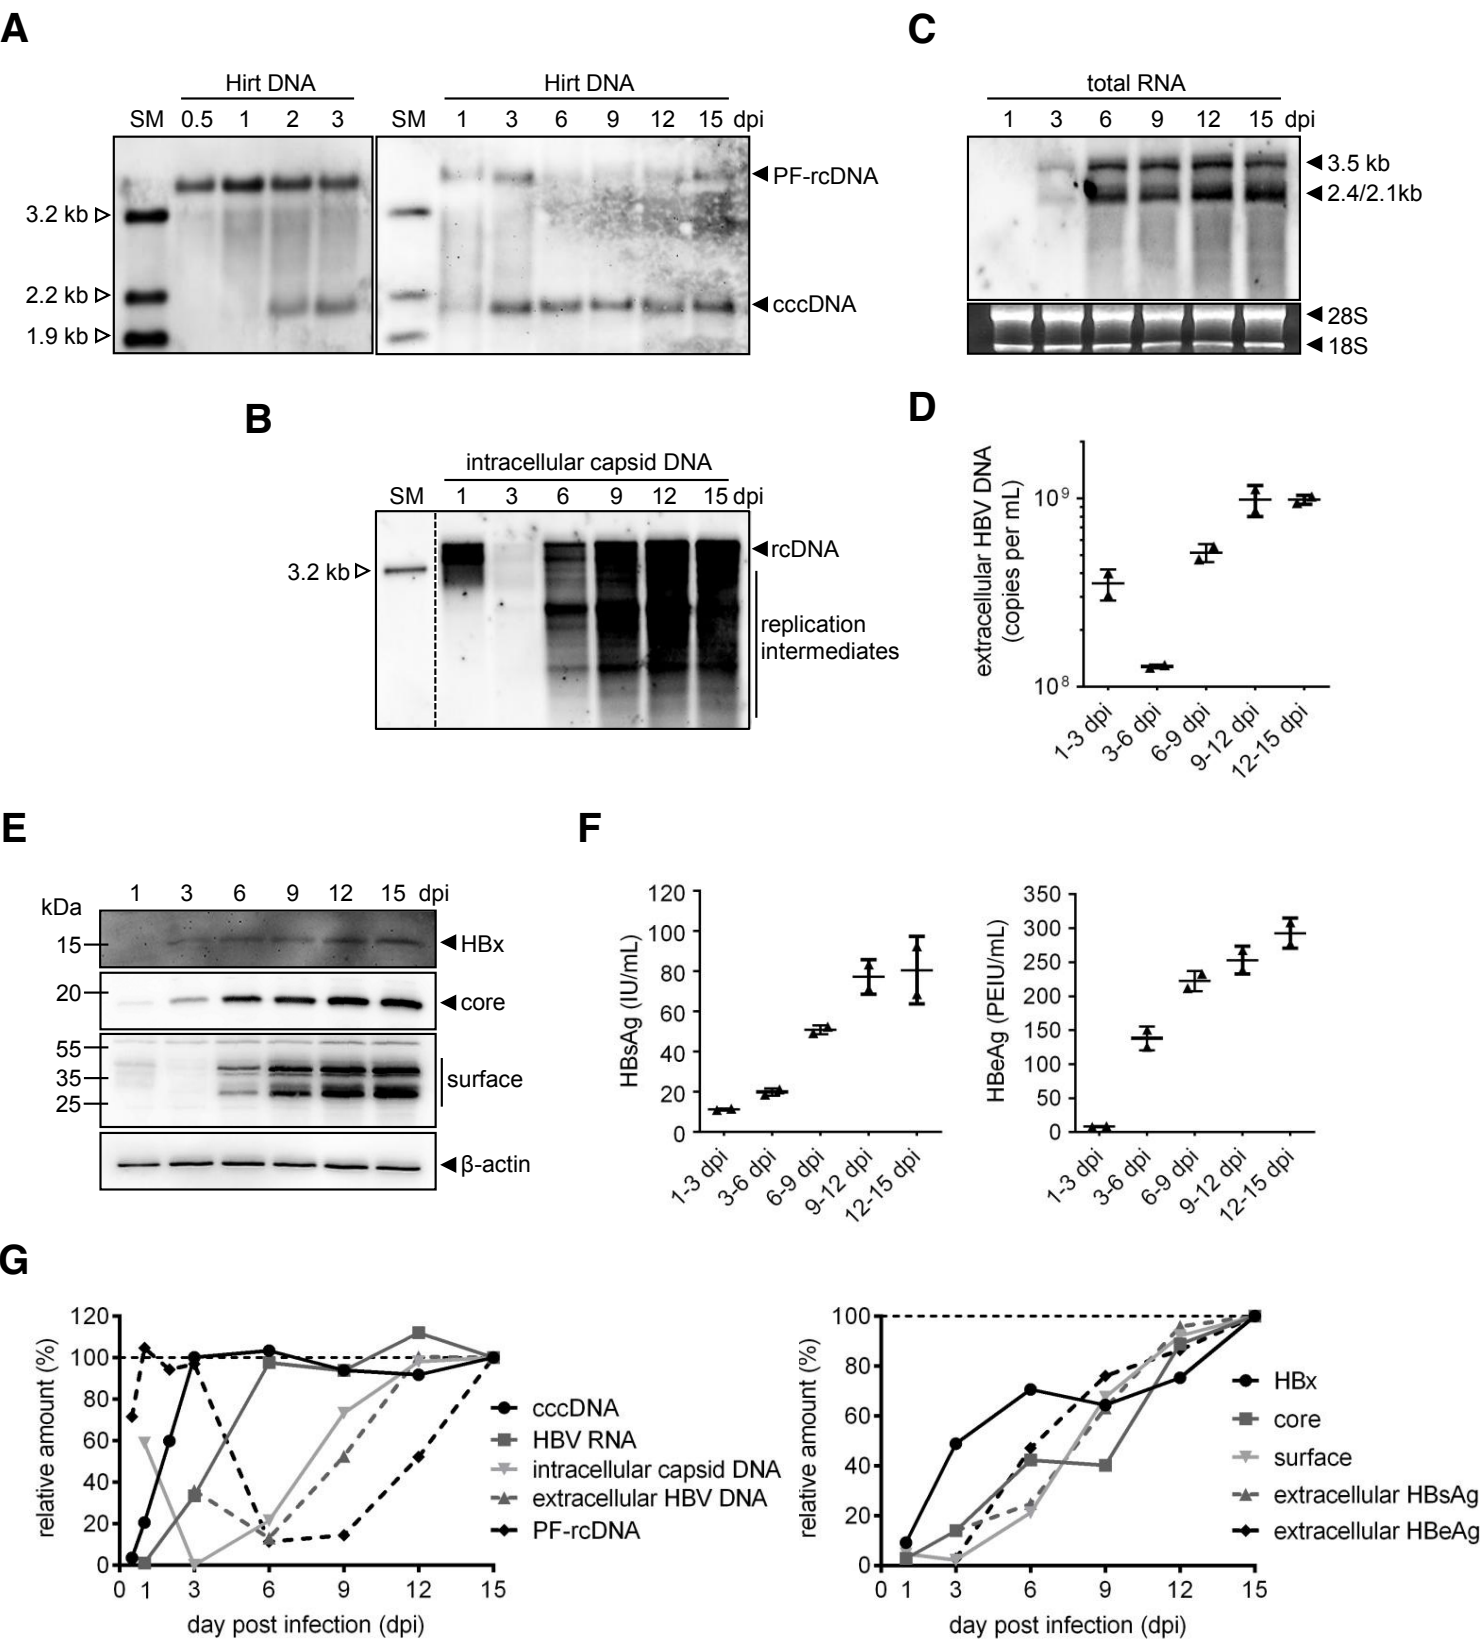 A
Hirt DNA
Hirt DNA
SM 0.5 1 2 3
SM 1 3 6 9 12 15 dpi
PF-rcDNA
3.2 kb
2.2 kb
cccDNA
1.9 kb
C
total RNA
1 3 6 9 12 15 dpi
3.5 kb
2.4/2.1kb
28S
18S
B
intracellular capsid DNA
SM 1 3 6 9 12 15 dpi
rcDNA
3.2 kb
replication
intermediates
D
extracellular HBV DNA
(copies per mL)
10⁹
10⁸
1-3 dpi
3-6 dpi
6-9 dpi
9-12 dpi
12-15 dpi
E
1 3 6 9 12 15 dpi
kDa
15
HBx
20
core
55
35
25
surface
β-actin
F
HBsAg (IU/mL)
120
100
80
60
40
20
0
1-3 dpi
3-6 dpi
6-9 dpi
9-12 dpi
12-15 dpi
HBeAg (PEIU/mL)
350
300
250
200
150
100
50
0
1-3 dpi
3-6 dpi
6-9 dpi
9-12 dpi
12-15 dpi
G
relative amount (%)
120
100
80
60
40
20
0
0 1 3 6 9 12 15
day post infection (dpi)
cccDNA
HBV RNA
intracellular capsid DNA
extracellular HBV DNA
PF-rcDNA
relative amount (%)
100
80
60
40
20
0
0 1 3 6 9 12 15
day post infection (dpi)
HBx
core
surface
extracellular HBsAg
extracellular HBeAg